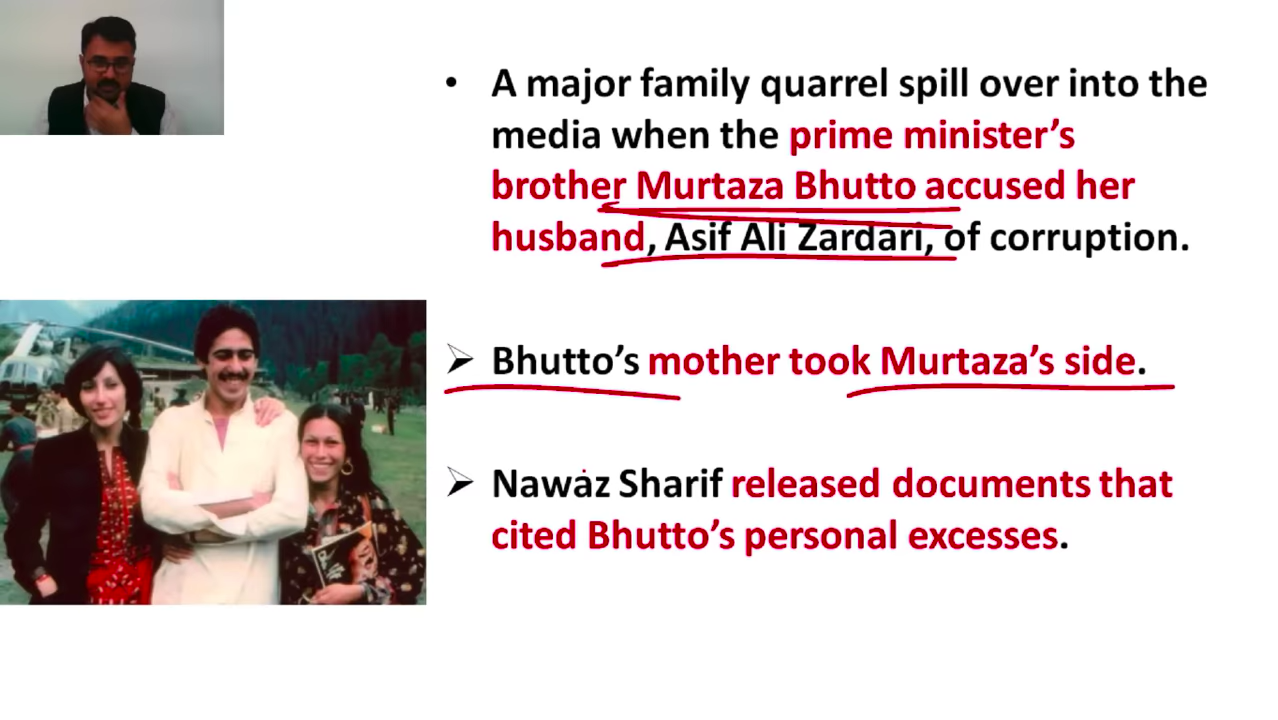 • A major family quarrel spill over into the
media when the prime minister’s
brother Murtaza Bhutto accused her
husband, Asif Ali Zardari, of corruption.
➢ Bhutto’s mother took Murtaza’s side.
➢ Nawaz Sharif released documents that
cited Bhutto’s personal excesses.